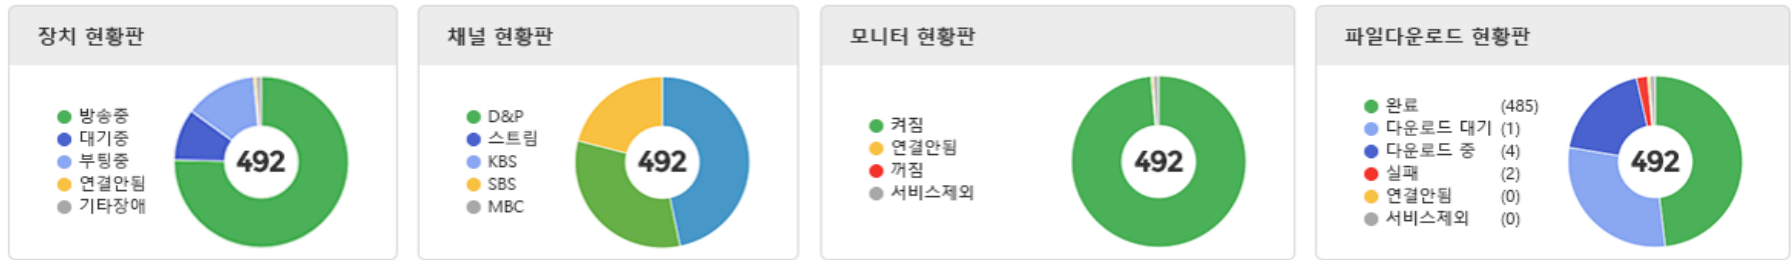 장치 현황판
방송중
대기중
부팅중
연결안됨
기타장애
492
채널 현황판
D&P
스트림
KBS
SBS
MBC
492
모니터 현황판
켜짐
연결안됨
꺼짐
서비스제외
492
파일다운로드 현황판
완료 (485)
다운로드 대기 (1)
다운로드 중 (4)
실패 (2)
연결안됨 (0)
서비스제외 (0)
492